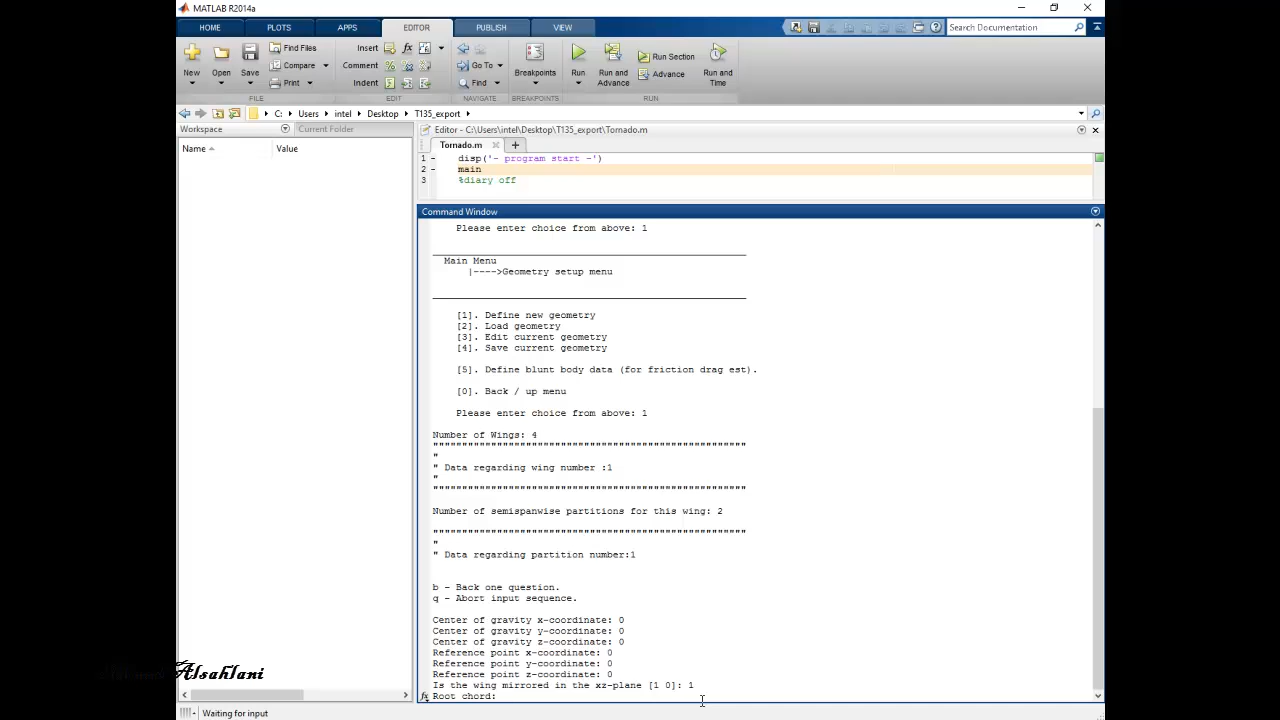 MATLAB R2014a
HOME PLOTS APPS EDITOR PUBLISH VIEW Search Documentation
New Open Save Find Files Compare Print
Insert Comment Indent
Go To Find
Breakpoints Run Run and Advance Run Section Advance Run and Time
FILE EDIT NAVIGATE BREAKPOINTS RUN
C: Users intel Desktop T135_export
Workspace Current Folder
Name Value
Editor - C:\Users\intel\Desktop\T135_export\Tornado.m
Tornado.m
1 - disp('- program start -')
2 - main
3 %diary off
Command Window
Please enter choice from above: 1
Main Menu
|---->Geometry setup menu
[1]. Define new geometry
[2]. Load geometry
[3]. Edit current geometry
[4]. Save current geometry
[5]. Define blunt body data (for friction drag est).
[0]. Back / up menu
Please enter choice from above: 1
Number of Wings: 4
"""""""""""""""""""""""""""""""""""""""""""""""""""""
"
" Data regarding wing number :1
"
"""""""""""""""""""""""""""""""""""""""""""""""""""""
Number of semispanwise partitions for this wing: 2
"""""""""""""""""""""""""""""""""""""""""""""""""""""
"
" Data regarding partition number:1
b - Back one question.
q - Abort input sequence.
Center of gravity x-coordinate: 0
Center of gravity y-coordinate: 0
Center of gravity z-coordinate: 0
Reference point x-coordinate: 0
Reference point y-coordinate: 0
Reference point z-coordinate: 0
Is the wing mirrored in the xz-plane [1 0]: 1
fx Root chord:
Alsahlani
Waiting for input